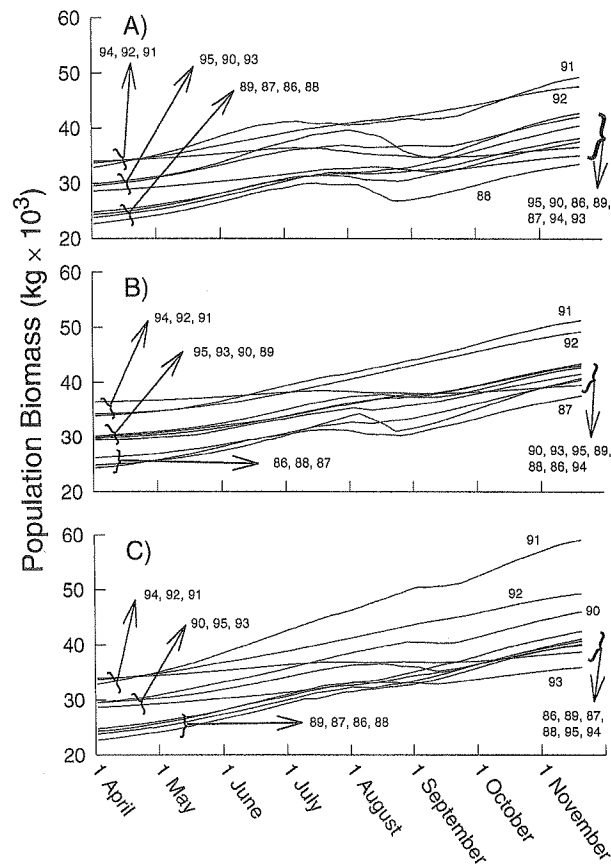 Population Biomass (kg × 10³)
A)
60
50
40
30
20
94, 92, 91
95, 90, 93
89, 87, 86, 88
91
92
88
95, 90, 86, 89,
87, 94, 93
B)
60
50
40
30
20
94, 92, 91
95, 93, 90, 89
86, 88, 87
91
92
87
90, 93, 95, 89,
88, 86, 94
C)
60
50
40
30
20
94, 92, 91
90, 95, 93
89, 87, 86, 88
91
92
90
93
86, 89, 87,
88, 95, 94
1 April
1 May
1 June
1 July
1 August
1 September
1 October
1 November